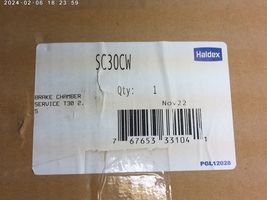 2024-02-06 18:23:59
SC30CW
Haldex
Qty: 1
BRAKE CHAMBER
SERVICE T30 2.
5
Nov22
7 67653 33104 1
PGL12028